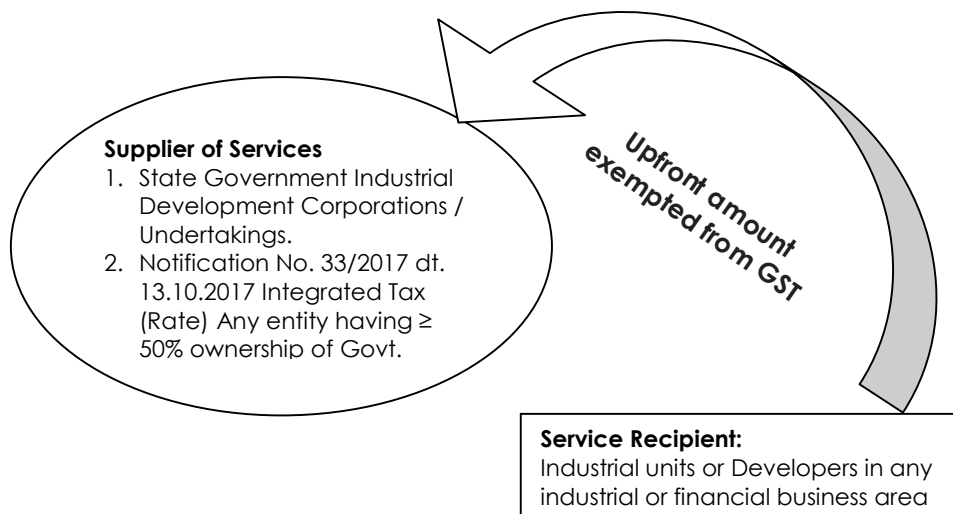 Supplier of Services
1. State Government Industrial
Development Corporations /
Undertakings.
2. Notification No. 33/2017 dt.
13.10.2017 Integrated Tax
(Rate) Any entity having ≥
50% ownership of Govt.
Upfront amount
exempted from GST
Service Recipient:
Industrial units or Developers in any
industrial or financial business area